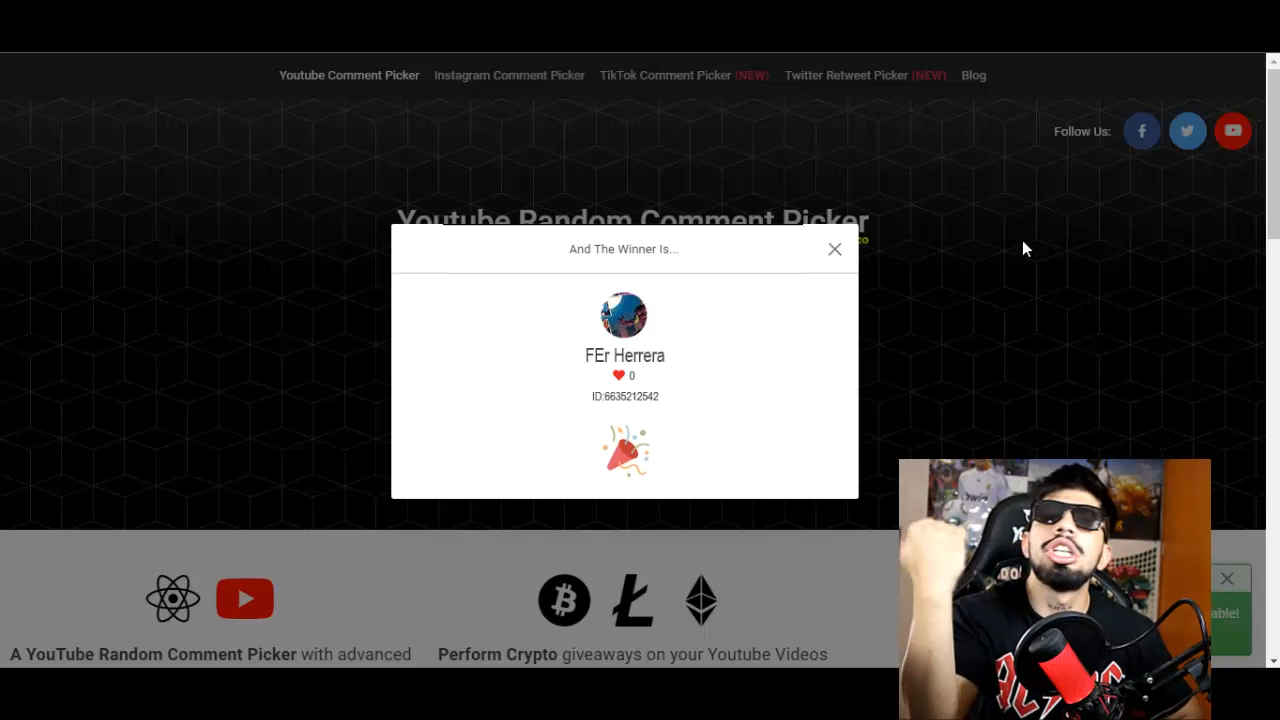 Youtube Comment Picker Instagram Comment Picker TikTok Comment Picker (NEW) Twitter Retweet Picker (NEW) Blog
Follow Us:
Youtube Random Comment Picker
co
And The Winner Is...
FEr Herrera
0
ID:6635212542
able!
A YouTube Random Comment Picker with advanced
Perform Crypto giveaways on your Youtube Videos